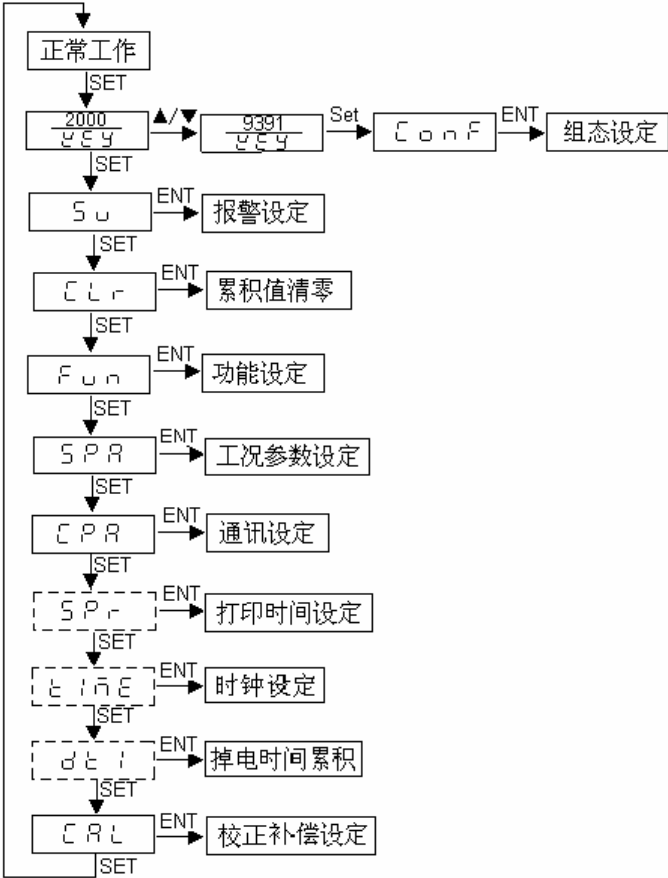 正常工作
SET
2000 ▲/▼ 9391 Set ENT
YEY YEY ConF 组态设定
SET
Su ENT 报警设定
SET
CLr ENT 累积值清零
SET
Fun ENT 功能设定
SET
SPA ENT 工况参数设定
SET
CPA ENT 通讯设定
SET
SPr ENT 打印时间设定
SET
tIME ENT 时钟设定
SET
dtI ENT 掉电时间累积
SET
CAL ENT 校正补偿设定
SET